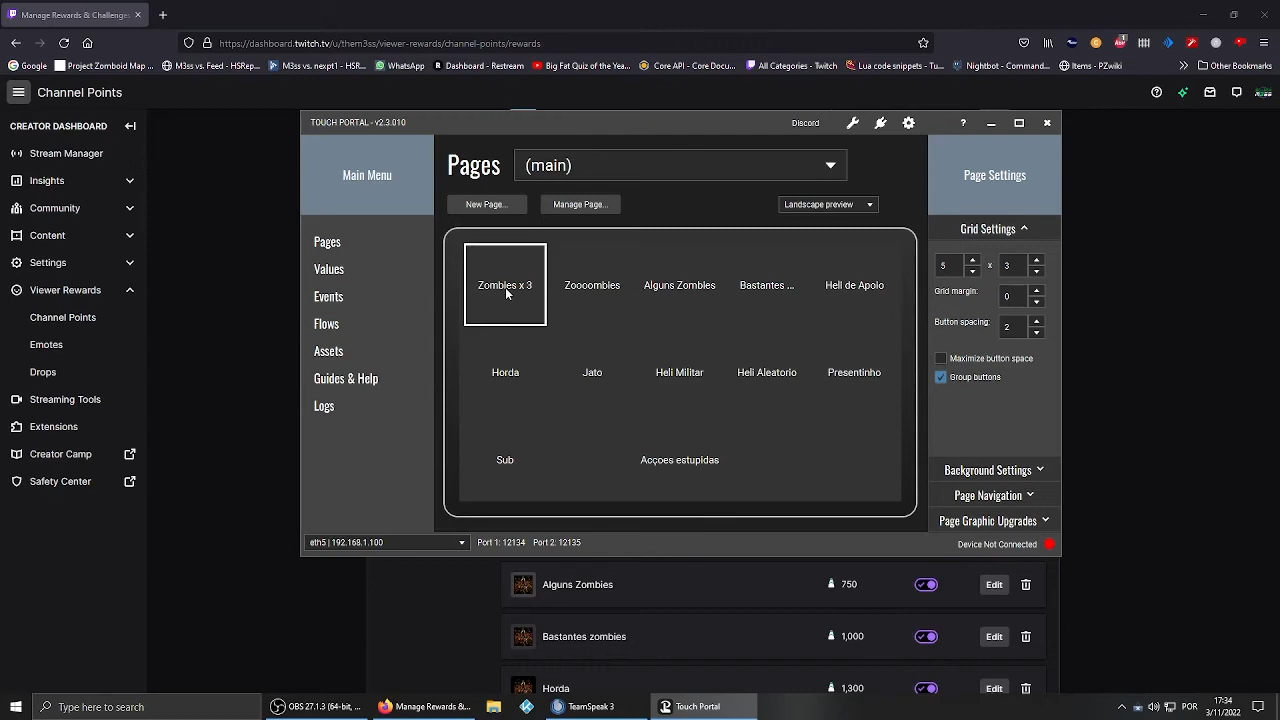 Manage Rewards & Challenges
https://dashboard.twitch.tv/u/them3ss/viewer-rewards/channel-points/rewards
Google
Project Zomboid Map ...
M3ss vs. Feed - HSRep...
M3ss vs. nexpt1 - HSR...
WhatsApp
Dashboard - Restream
Big Fat Quiz of the Yea...
Core API - Core Docu...
All Categories - Twitch
Lua code snippets - Tu...
Nightbot - Command...
Items - PZwiki
Other Bookmarks
Channel Points
CREATOR DASHBOARD
Stream Manager
Insights
Community
Content
Settings
Viewer Rewards
Channel Points
Emotes
Drops
Streaming Tools
Extensions
Creator Camp
Safety Center
TOUCH PORTAL - v2.3.010
Discord
?
Main Menu
Pages
Values
Events
Flows
Assets
Guides & Help
Logs
Pages
(main)
New Page...
Manage Page...
Landscape preview
Zombies x 3
Zoooombies
Alguns Zombies
Bastantes ...
Heli de Apoio
Horda
Jato
Heli Militar
Heli Aleatorio
Presentinho
Sub
Acçoes estupidas
Page Settings
Grid Settings
5 x 3
Grid margin: 0
Button spacing: 2
Maximize button space
Group buttons
Background Settings
Page Navigation
Page Graphic Upgrades
eth5 | 192.168.1.100
Port 1: 12134 Port 2: 12135
Device Not Connected
Alguns Zombies 750 Edit
Bastantes zombies 1,000 Edit
Horda 1,300 Edit
Type here to search
OBS 27.1.3 (64-bit, ...
Manage Rewards &...
TeamSpeak 3
Touch Portal
POR
17:34
3/11/2022